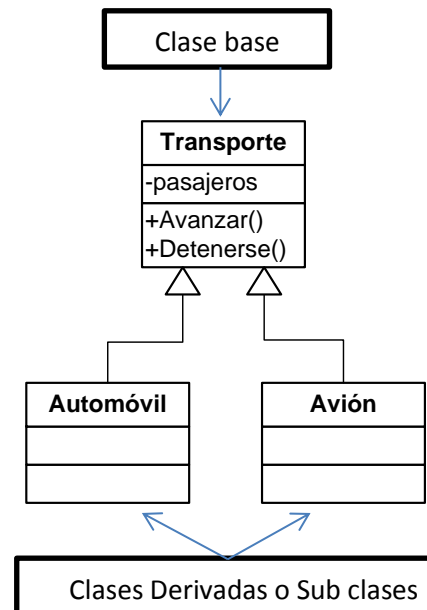 Clase base
Transporte
-pasajeros
+Avanzar()
+Detenerse()
Automóvil
Avión
Clases Derivadas o Sub clases